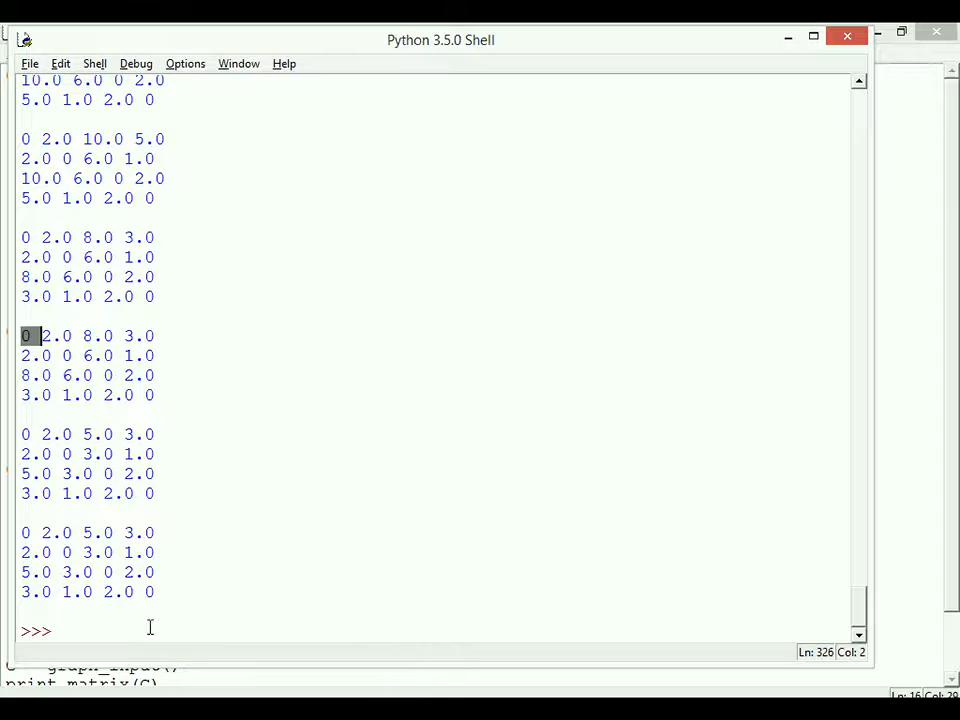 Python 3.5.0 Shell
File Edit Shell Debug Options Window Help
10.0 6.0 0 2.0
5.0 1.0 2.0 0
0 2.0 10.0 5.0
2.0 0 6.0 1.0
10.0 6.0 0 2.0
5.0 1.0 2.0 0
0 2.0 8.0 3.0
2.0 0 6.0 1.0
8.0 6.0 0 2.0
3.0 1.0 2.0 0
0 2.0 8.0 3.0
2.0 0 6.0 1.0
8.0 6.0 0 2.0
3.0 1.0 2.0 0
0 2.0 5.0 3.0
2.0 0 3.0 1.0
5.0 3.0 0 2.0
3.0 1.0 2.0 0
0 2.0 5.0 3.0
2.0 0 3.0 1.0
5.0 3.0 0 2.0
3.0 1.0 2.0 0
>>>
Ln: 326 Col: 2
graph_input()
print_matrix(C)
Ln: 16 Col: 29